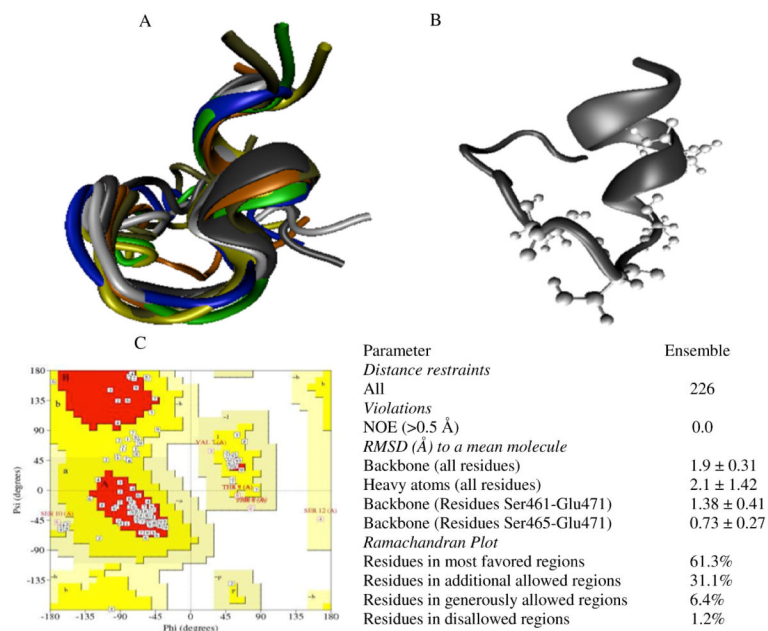 A
B
C
180
135
90
45
0
-45
-90
-135
Psi (degrees)
B
b
a
A
~b
~l
l
~a
~p
p
b
~b
SER 10 (A)
SER 12 (A)
-180 -135 -90 -45 0 45 90 135 180
Phi (degrees)
Parameter Ensemble
Distance restraints
All 226
Violations
NOE (>0.5 Å) 0.0
RMSD (Å) to a mean molecule
Backbone (all residues) 1.9 ± 0.31
Heavy atoms (all residues) 2.1 ± 1.42
Backbone (Residues Ser461-Glu471) 1.38 ± 0.41
Backbone (Residues Ser465-Glu471) 0.73 ± 0.27
Ramachandran Plot
Residues in most favored regions 61.3%
Residues in additional allowed regions 31.1%
Residues in generously allowed regions 6.4%
Residues in disallowed regions 1.2%